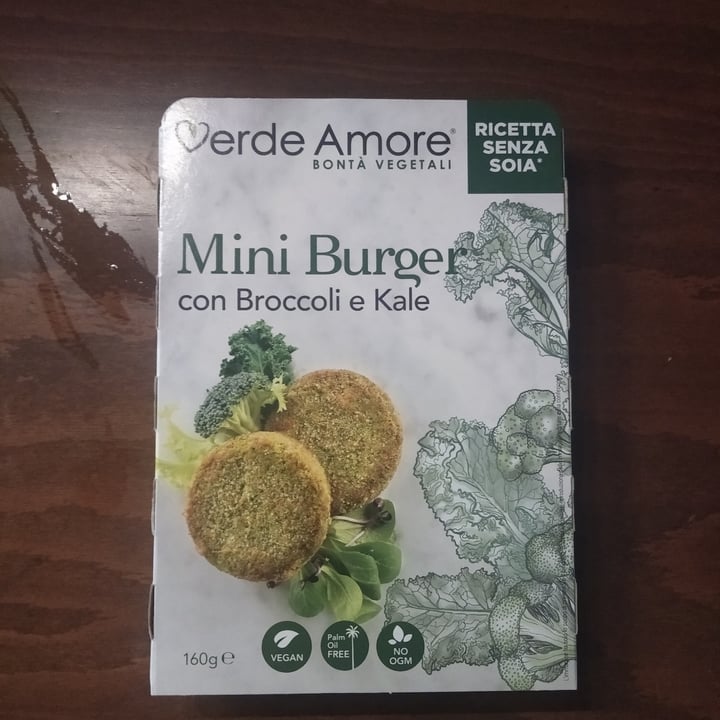 Verde Amore®
BONTÀ VEGETALI
RICETTA
SENZA
SOIA*
Mini Burger
con Broccoli e Kale
160g ℮
VEGAN
Palm
Oil
FREE
NO
OGM